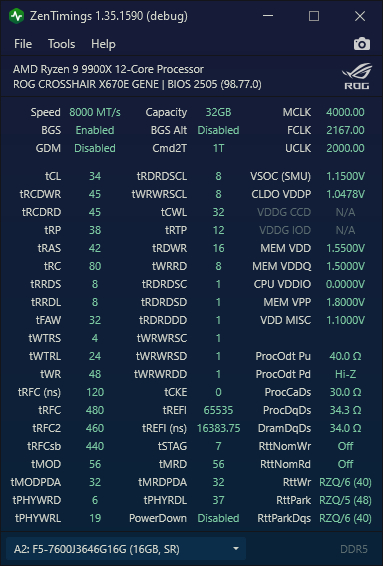 ZenTimings 1.35.1590 (debug)
File Tools Help
AMD Ryzen 9 9900X 12-Core Processor
ROG CROSSHAIR X670E GENE | BIOS 2505 (98.77.0)
ROG
Speed 8000 MT/s Capacity 32GB MCLK 4000.00
BGS Enabled BGS Alt Disabled FCLK 2167.00
GDM Disabled Cmd2T 1T UCLK 2000.00
tCL 34 tRDRDSCL 8 VSOC (SMU) 1.1500V
tRCDWR 45 tWRWRSCL 8 CLDO VDDP 1.0478V
tRCDRD 45 tCWL 32 VDDG CCD N/A
tRP 38 tRTP 12 VDDG IOD N/A
tRAS 42 tRDWR 16 MEM VDD 1.5500V
tRC 80 tWRRD 8 MEM VDDQ 1.5000V
tRRDS 8 tRDRDSC 1 CPU VDDIO 0.0000V
tRRDL 8 tRDRDSD 1 MEM VPP 1.8000V
tFAW 32 tRDRDDD 1 VDD MISC 1.1000V
tWTRS 4 tWRWRSC 1
tWTRL 24 tWRWRSD 1 ProcOdt Pu 40.0 Ω
tWR 48 tWRWRDD 1 ProcOdt Pd Hi-Z
tRFC (ns) 120 tCKE 0 ProcCaDs 30.0 Ω
tRFC 480 tREFI 65535 ProcDqDs 34.3 Ω
tRFC2 460 tREFI (ns) 16383.75 DramDqDs 34.0 Ω
tRFCsb 440 tSTAG 7 RttNomWr Off
tMOD 56 tMRD 56 RttNomRd Off
tMODPDA 32 tMRDPDA 32 RttWr RZQ/6 (40)
tPHYWRD 6 tPHYRDL 37 RttPark RZQ/5 (48)
tPHYWRL 19 PowerDown Disabled RttParkDqs RZQ/6 (40)
A2: F5-7600J3646G16G (16GB, SR) DDR5